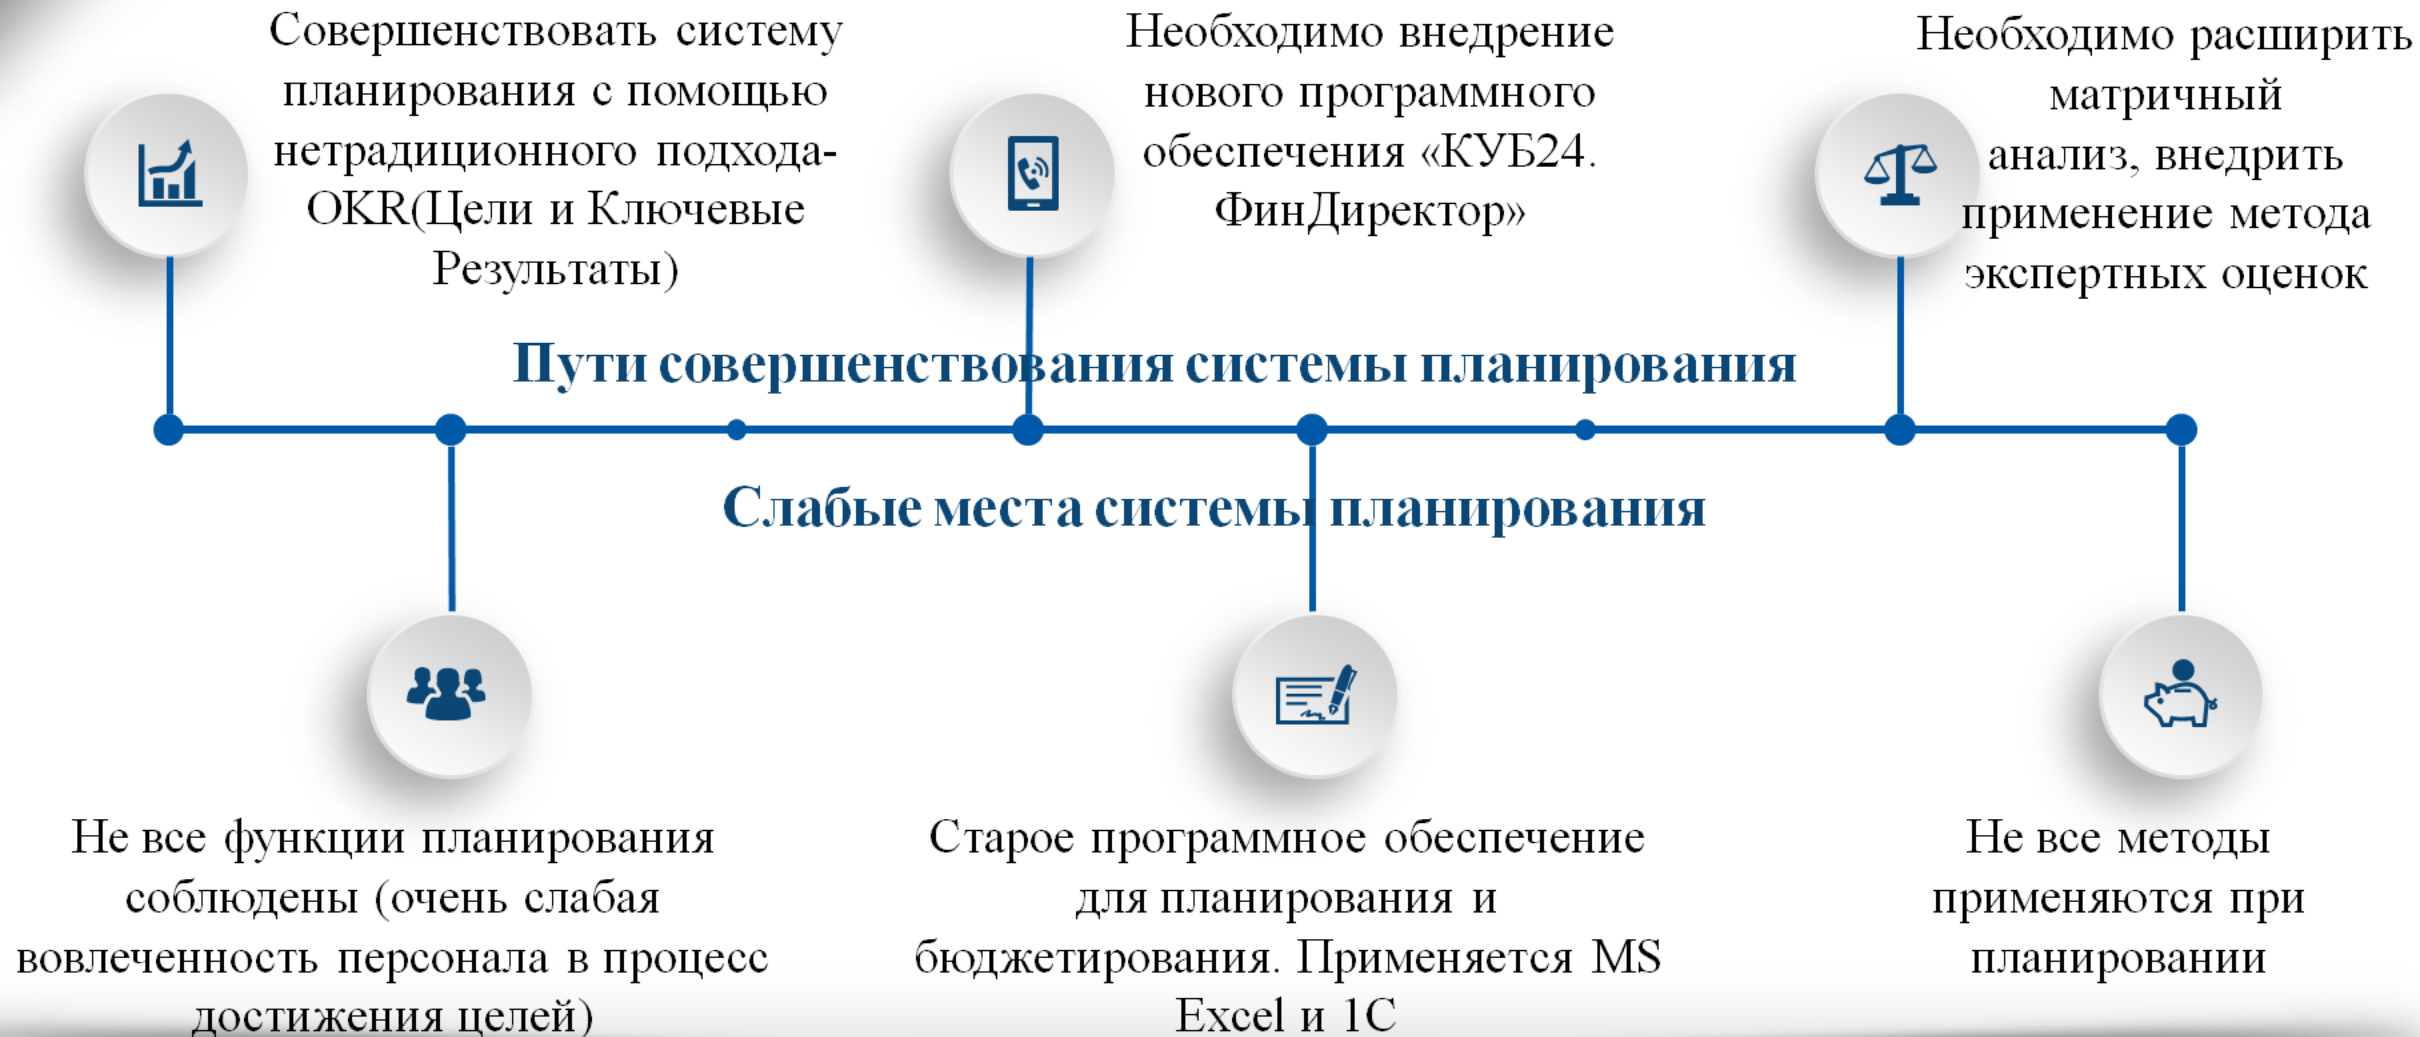 Совершенствовать систему
планирования с помощью
нетрадиционного подхода-
OKR(Цели и Ключевые
Результаты)
Необходимо внедрение
нового программного
обеспечения «КУБ24.
ФинДиректор»
Необходимо расширить
матричный
анализ, внедрить
применение метода
экспертных оценок
Пути совершенствования системы планирования
Слабые места системы планирования
Не все функции планирования
соблюдены (очень слабая
вовлеченность персонала в процесс
достижения целей)
Старое программное обеспечение
для планирования и
бюджетирования. Применяется MS
Excel и 1С
Не все методы
применяются при
планировании